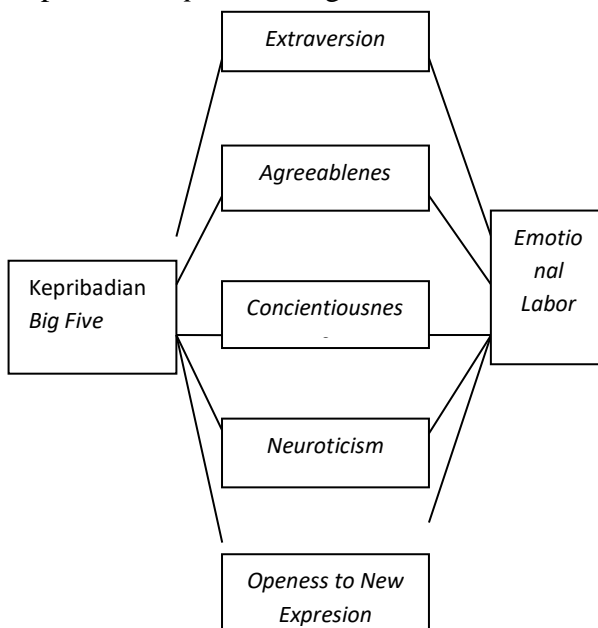 Extraversion
Agreeablenes
Kepribadian
Big Five
Concientiousnes
Emotio
nal
Labor
Neuroticism
Openess to New
Expresion